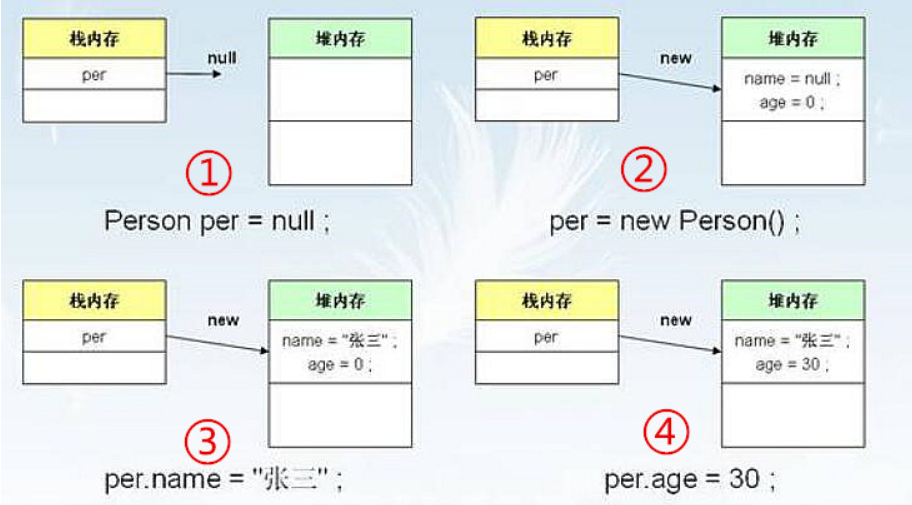 栈内存
per
null
堆内存
①
Person per = null ;
栈内存
per
new
堆内存
name = null ;
age = 0 ;
②
per = new Person() ;
栈内存
per
new
堆内存
name = "张三" ;
age = 0 ;
③
per.name = "张三" ;
栈内存
per
new
堆内存
name = "张三" ;
age = 30 ;
④
per.age = 30 ;